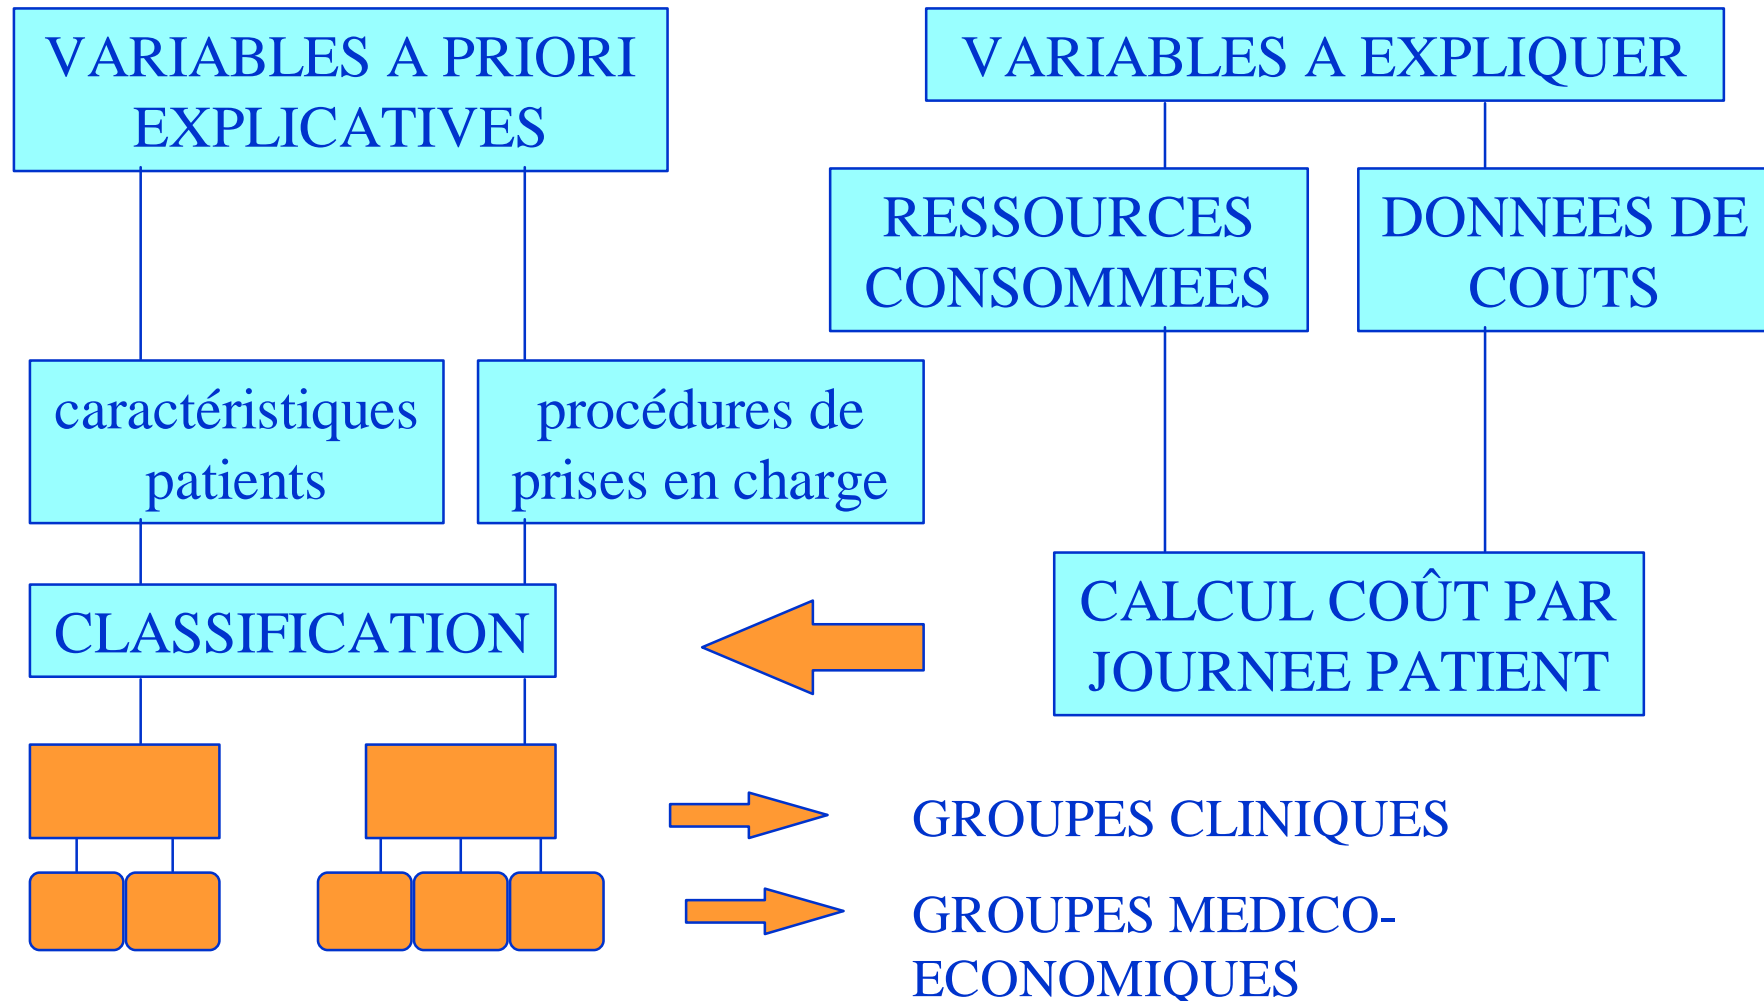 VARIABLES A PRIORI
EXPLICATIVES
VARIABLES A EXPLIQUER
RESSOURCES
CONSOMMEES
DONNEES DE
COUTS
caractéristiques
patients
procédures de
prises en charge
CLASSIFICATION
CALCUL COÛT PAR
JOURNEE PATIENT
GROUPES CLINIQUES
GROUPES MEDICO-
ECONOMIQUES